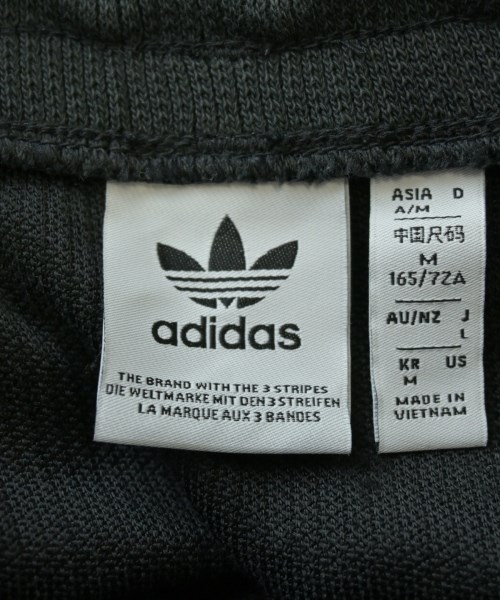 adidas
THE BRAND WITH THE 3 STRIPES
DIE WELTMARKE MIT DEN 3 STREIFEN
LA MARQUE AUX 3 BANDES
ASIA D
A/M
中国尺码
M
165/72A
AU/NZ J
L
KR US
M
MADE IN
VIETNAM